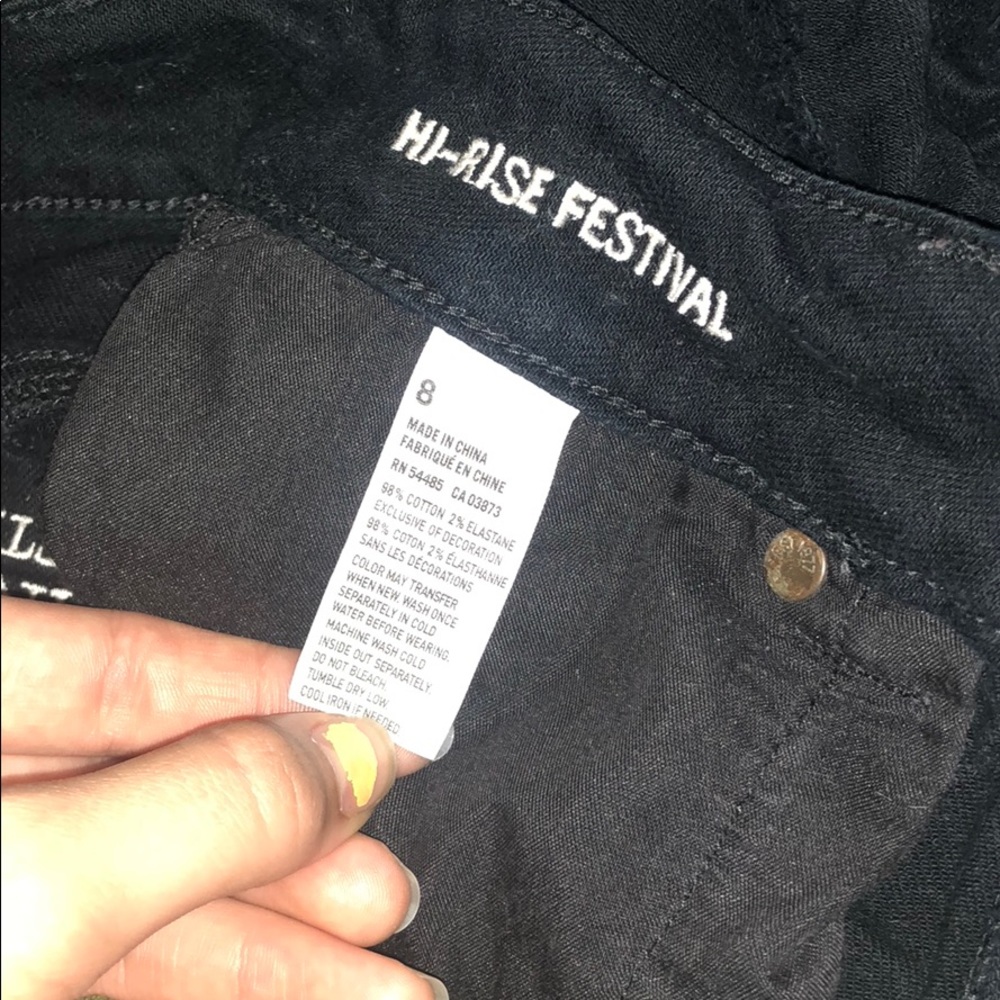 HI-RISE FESTIVAL
8
MADE IN CHINA
FABRIQUÉ EN CHINE
RN 54485 CA 03873
98% COTTON 2% ELASTANE
EXCLUSIVE OF DECORATION
98% COTON 2% ÉLASTHANNE
SANS LES DÉCORATIONS
COLOR MAY TRANSFER
WHEN NEW WASH ONCE
SEPARATELY IN COLD
WATER BEFORE WEARING.
MACHINE WASH COLD
INSIDE OUT SEPARATELY.
DO NOT BLEACH.
TUMBLE DRY LOW
COOL IRON IF NEEDED
1977